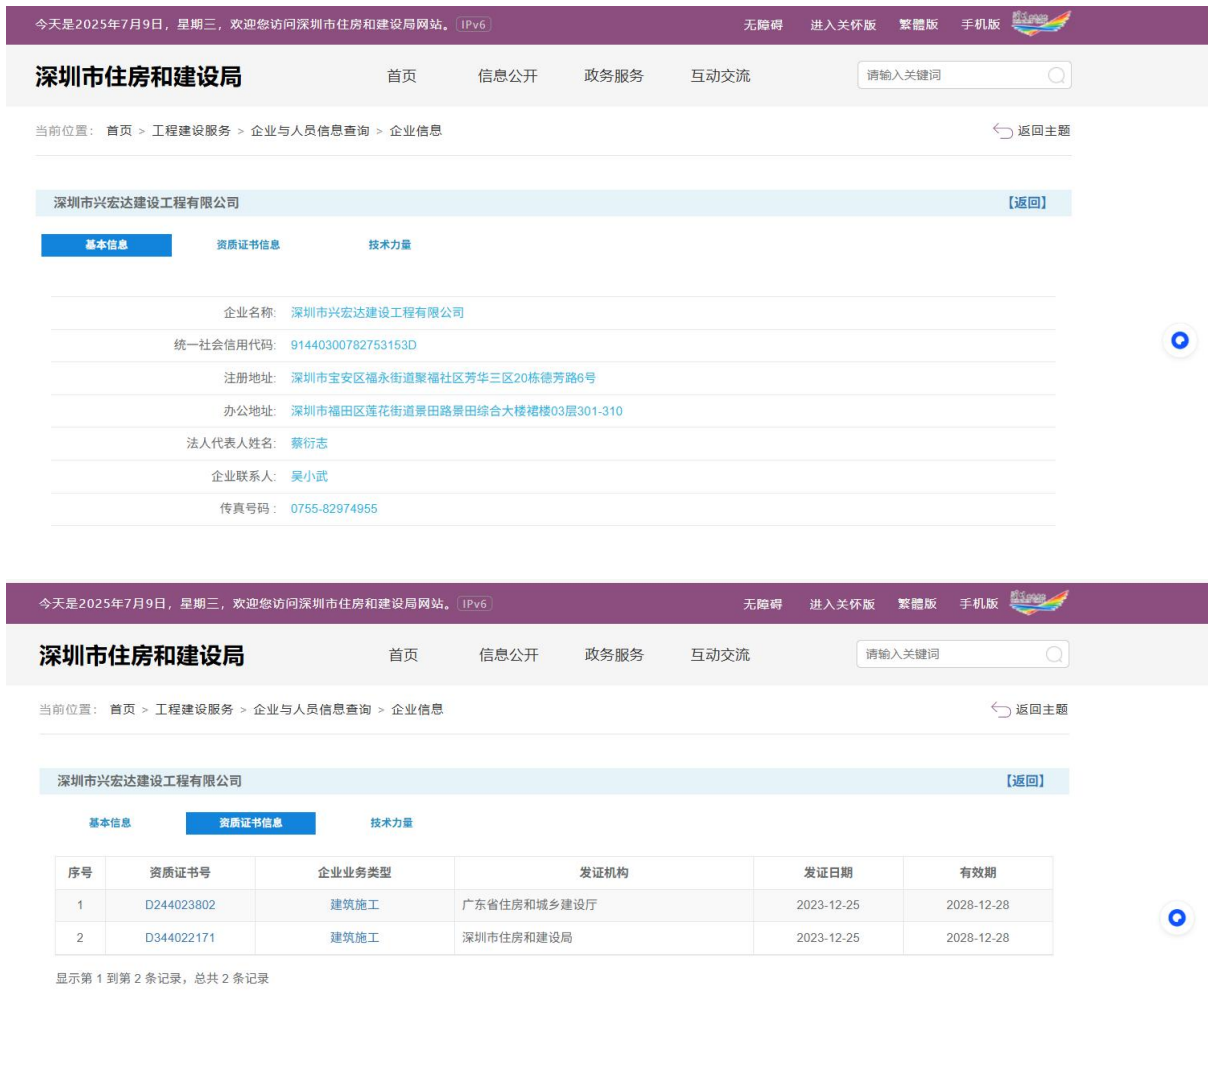 今天是2025年7月9日，星期三，欢迎您访问深圳市住房和建设局网站。 IPv6 无障碍 进入关怀版 繁體版 手机版
深圳市住房和建设局 首页 信息公开 政务服务 互动交流 请输入关键词
当前位置： 首页 > 工程建设服务 > 企业与人员信息查询 > 企业信息 返回主题
深圳市兴宏达建设工程有限公司 【返回】
基本信息 资质证书信息 技术力量
企业名称: 深圳市兴宏达建设工程有限公司
统一社会信用代码: 91440300782753153D
注册地址: 深圳市宝安区福永街道聚福社区芳华三区20栋德芳路6号
办公地址: 深圳市福田区莲花街道景田路景田综合大楼裙楼03层301-310
法人代表人姓名: 蔡衍志
企业联系人: 吴小武
传真号码 : 0755-82974955
今天是2025年7月9日，星期三，欢迎您访问深圳市住房和建设局网站。 IPv6 无障碍 进入关怀版 繁體版 手机版
深圳市住房和建设局 首页 信息公开 政务服务 互动交流 请输入关键词
当前位置： 首页 > 工程建设服务 > 企业与人员信息查询 > 企业信息 返回主题
深圳市兴宏达建设工程有限公司 【返回】
基本信息 资质证书信息 技术力量
序号 资质证书号 企业业务类型 发证机构 发证日期 有效期
1 D244023802 建筑施工 广东省住房和城乡建设厅 2023-12-25 2028-12-28
2 D344022171 建筑施工 深圳市住房和建设局 2023-12-25 2028-12-28
显示第 1 到第 2 条记录，总共 2 条记录